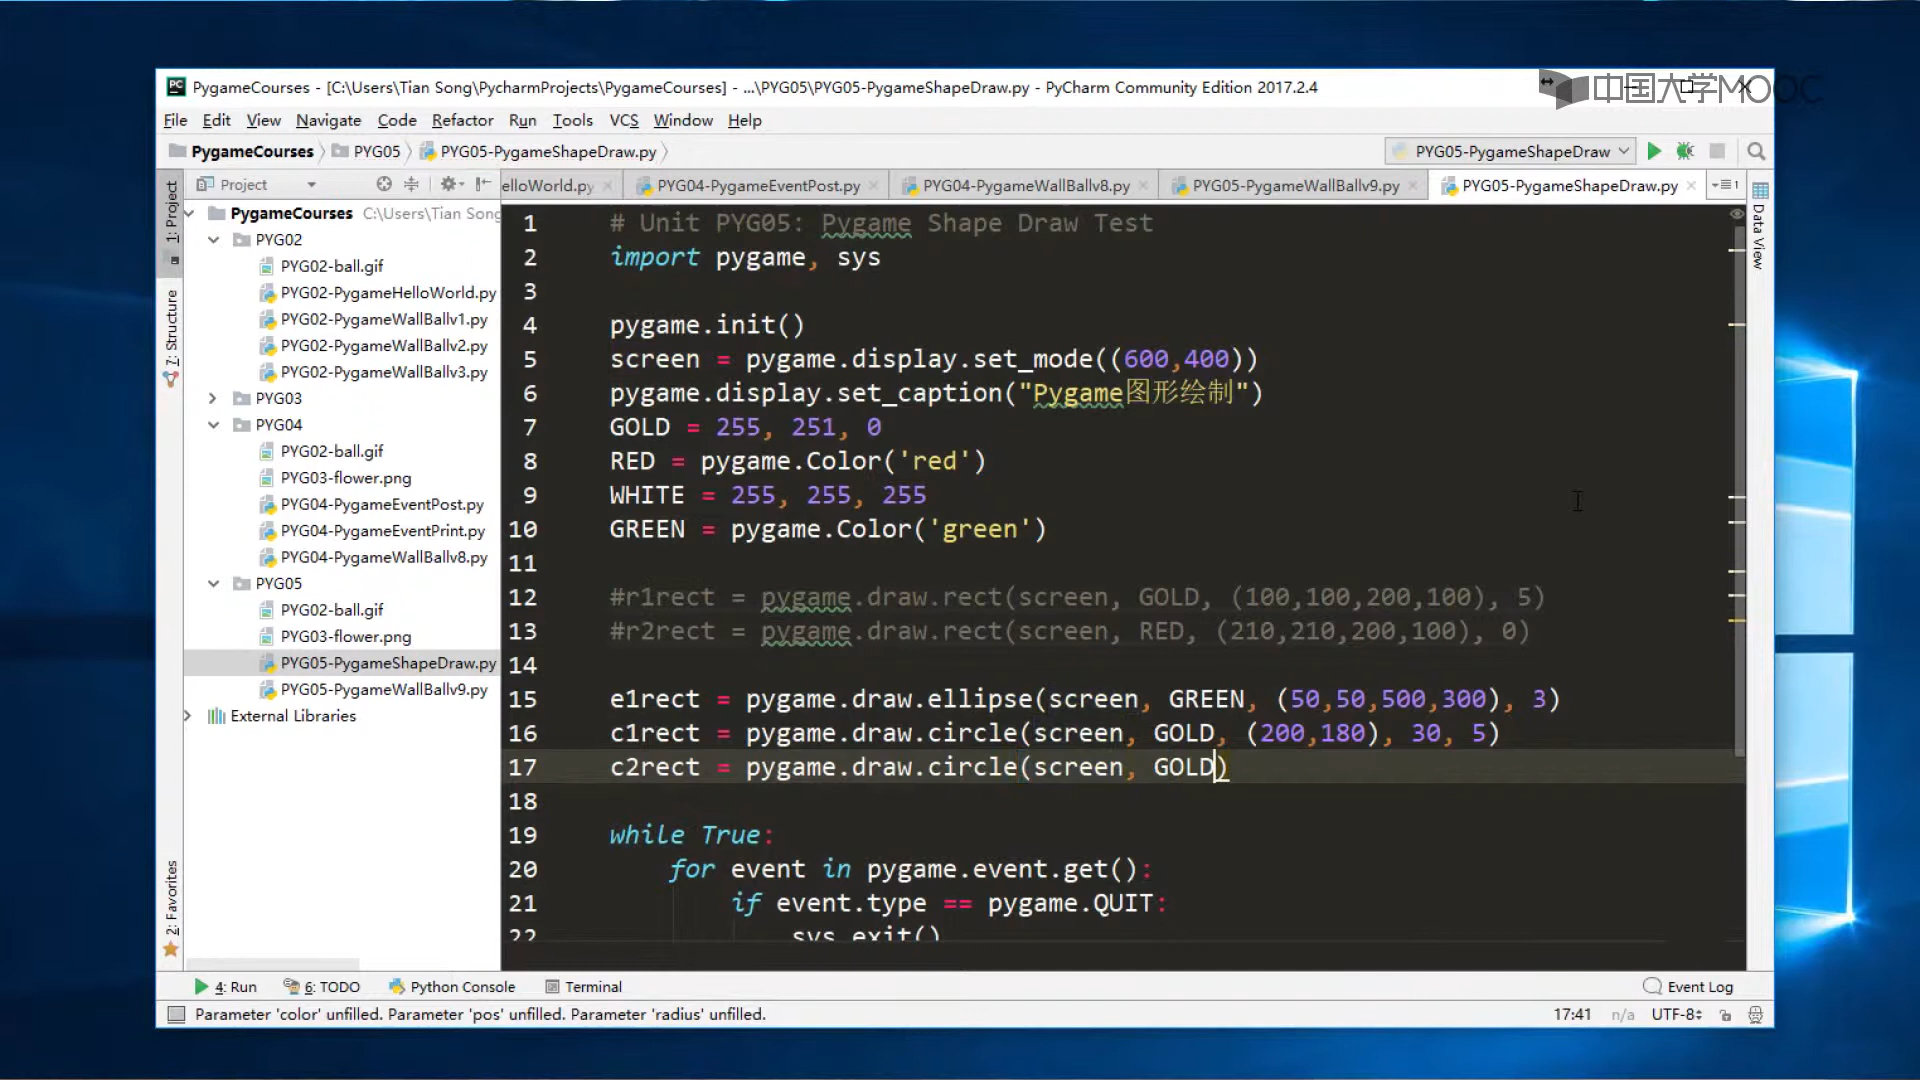 PygameCourses - [C:\Users\Tian Song\PycharmProjects\PygameCourses] - ...\PYG05\PYG05-PygameShapeDraw.py - PyCharm Community Edition 2017.2.4
中国大学MOOC
File Edit View Navigate Code Refactor Run Tools VCS Window Help
PygameCourses PYG05 PYG05-PygameShapeDraw.py
PYG05-PygameShapeDraw
Project
elloWorld.py PYG04-PygameEventPost.py PYG04-PygameWallBallv8.py PYG05-PygameWallBallv9.py PYG05-PygameShapeDraw.py
1: Project
7: Structure
2: Favorites
Data View
PygameCourses C:\Users\Tian Song
PYG02
PYG02-ball.gif
PYG02-PygameHelloWorld.py
PYG02-PygameWallBallv1.py
PYG02-PygameWallBallv2.py
PYG02-PygameWallBallv3.py
PYG03
PYG04
PYG02-ball.gif
PYG03-flower.png
PYG04-PygameEventPost.py
PYG04-PygameEventPrint.py
PYG04-PygameWallBallv8.py
PYG05
PYG02-ball.gif
PYG03-flower.png
PYG05-PygameShapeDraw.py
PYG05-PygameWallBallv9.py
External Libraries
1 # Unit PYG05: Pygame Shape Draw Test
2 import pygame, sys
3
4 pygame.init()
5 screen = pygame.display.set_mode((600,400))
6 pygame.display.set_caption("Pygame图形绘制")
7 GOLD = 255, 251, 0
8 RED = pygame.Color('red')
9 WHITE = 255, 255, 255
10 GREEN = pygame.Color('green')
11
12 #r1rect = pygame.draw.rect(screen, GOLD, (100,100,200,100), 5)
13 #r2rect = pygame.draw.rect(screen, RED, (210,210,200,100), 0)
14
15 e1rect = pygame.draw.ellipse(screen, GREEN, (50,50,500,300), 3)
16 c1rect = pygame.draw.circle(screen, GOLD, (200,180), 30, 5)
17 c2rect = pygame.draw.circle(screen, GOLD)
18
19 while True:
20 for event in pygame.event.get():
21 if event.type == pygame.QUIT:
22 sys.exit()
4: Run 6: TODO Python Console Terminal Event Log
Parameter 'color' unfilled. Parameter 'pos' unfilled. Parameter 'radius' unfilled. 17:41 n/a UTF-8